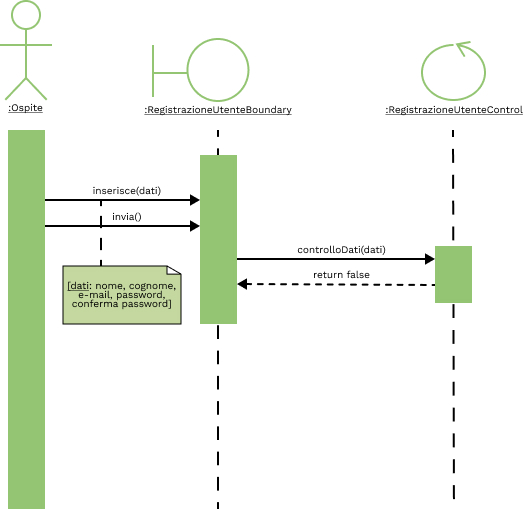 :Ospite
:RegistrazioneUtenteBoundary
:RegistrazioneUtenteControl
inserisce(dati)
invia()
controlloDati(dati)
return false
[dati: nome, cognome,
e-mail, password,
conferma password]